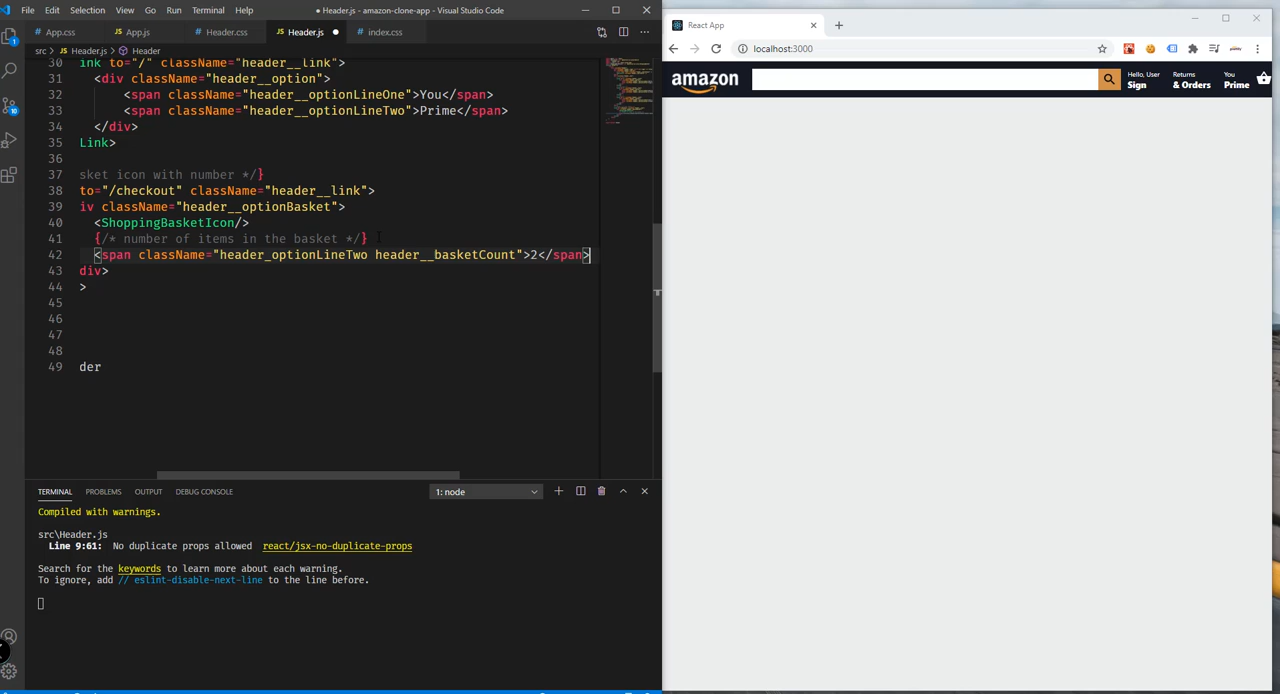 File Edit Selection View Go Run Terminal Help
● Header.js - amazon-clone-app - Visual Studio Code
App.css
JS App.js
Header.css
JS Header.js ●
index.css
src > JS Header.js > Header
30 ink to="/" className="header__link">
31 <div className="header__option">
32 <span className="header__optionLineOne">You</span>
33 <span className="header__optionLineTwo">Prime</span>
34 </div>
35 Link>
36
37 sket icon with number */}
38 to="/checkout" className="header__link">
39 iv className="header__optionBasket">
40 <ShoppingBasketIcon/>
41 {/* number of items in the basket */}
42 <span className="header_optionLineTwo header__basketCount">2</span>
43 div>
44 >
45
46
47
48
49 der
TERMINAL PROBLEMS OUTPUT DEBUG CONSOLE
1: node
Compiled with warnings.
src\Header.js
Line 9:61: No duplicate props allowed react/jsx-no-duplicate-props
Search for the keywords to learn more about each warning.
To ignore, add // eslint-disable-next-line to the line before.
1
10
React App
localhost:3000
amazon
Hello, User
Sign
Returns
& Orders
You
Prime